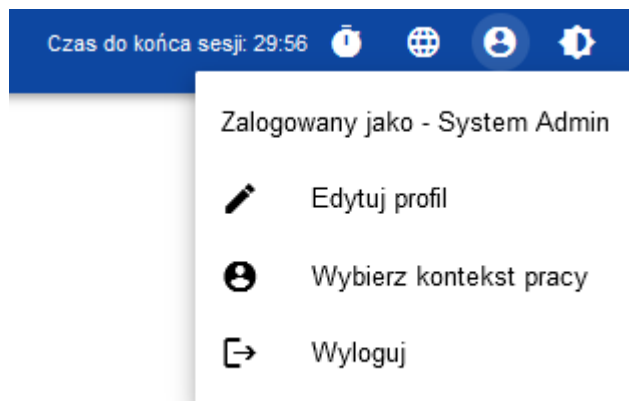 Czas do końca sesji: 29:56
Zalogowany jako - System Admin
Edytuj profil
Wybierz kontekst pracy
Wyloguj